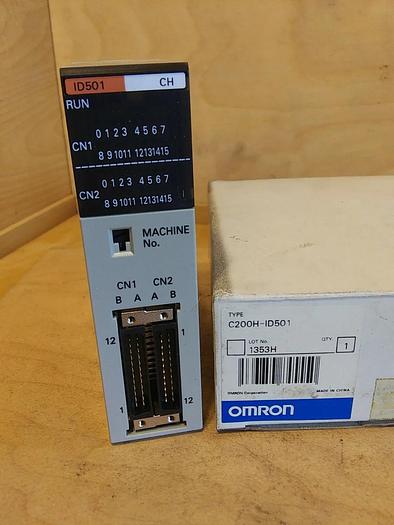 ID501 CH
RUN
CN1
0 1 2 3 4 5 6 7
8 9 10 11 12 13 14 15
CN2
0 1 2 3 4 5 6 7
8 9 10 11 12 13 14 15
MACHINE
No.
CN1 CN2
B A A B
12 1
1 12
TYPE
C200H-ID501
LOT No. QTY.
1353H 1
OMRON Corporation MADE IN CHINA
OMRON